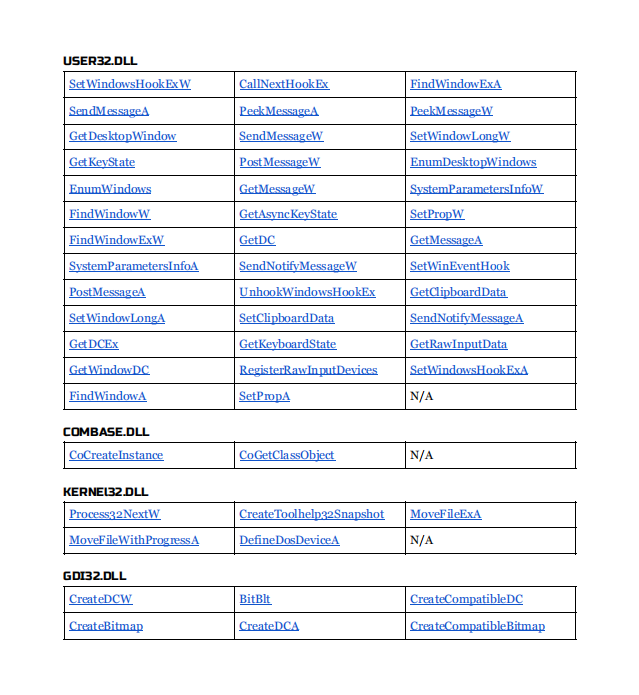 USER32.DLL
SetWindowsHookExW CallNextHookEx FindWindowExA
SendMessageA PeekMessageA PeekMessageW
GetDesktopWindow SendMessageW SetWindowLongW
GetKeyState PostMessageW EnumDesktopWindows
EnumWindows GetMessageW SystemParametersInfoW
FindWindowW GetAsyncKeyState SetPropW
FindWindowExW GetDC GetMessageA
SystemParametersInfoA SendNotifyMessageW SetWinEventHook
PostMessageA UnhookWindowsHookEx GetClipboardData
SetWindowLongA SetClipboardData SendNotifyMessageA
GetDCEx GetKeyboardState GetRawInputData
GetWindowDC RegisterRawInputDevices SetWindowsHookExA
FindWindowA SetPropA N/A
COMBASE.DLL
CoCreateInstance CoGetClassObject N/A
KERNEL32.DLL
Process32NextW CreateToolhelp32Snapshot MoveFileExA
MoveFileWithProgressA DefineDosDeviceA N/A
GDI32.DLL
CreateDCW BitBlt CreateCompatibleDC
CreateBitmap CreateDCA CreateCompatibleBitmap